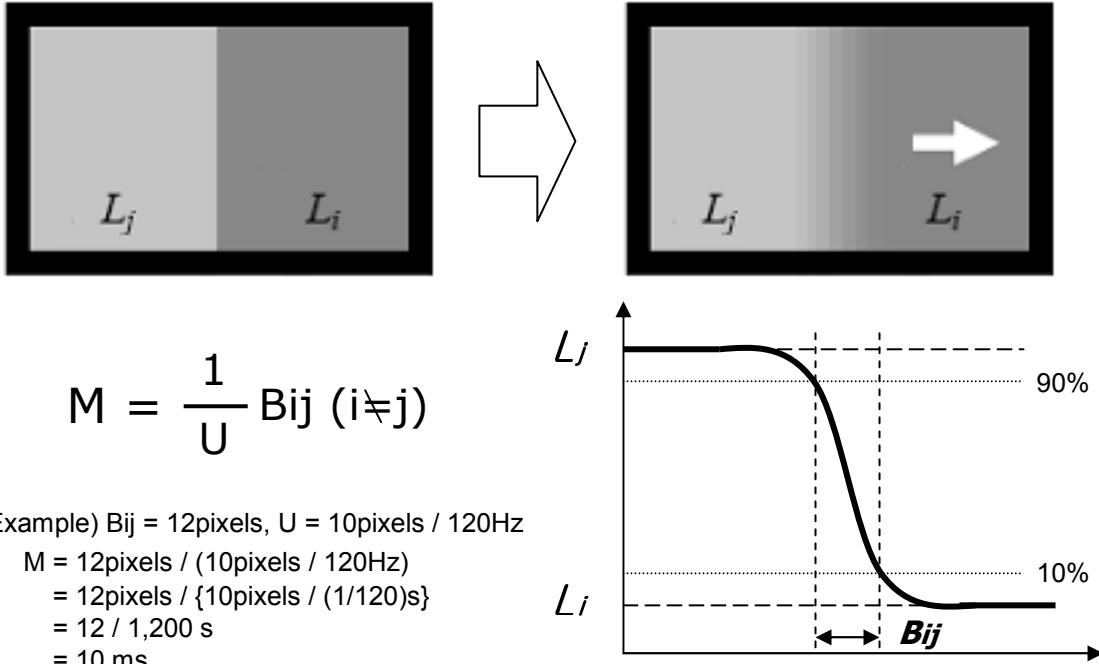 Lj
Li
Lj
Li
M = 1/U Bij (i≒j)
Example) Bij = 12pixels, U = 10pixels / 120Hz
M = 12pixels / (10pixels / 120Hz)
= 12pixels / {10pixels / (1/120)s}
= 12 / 1,200 s
= 10 ms
Lj
90%
10%
Li
Bij